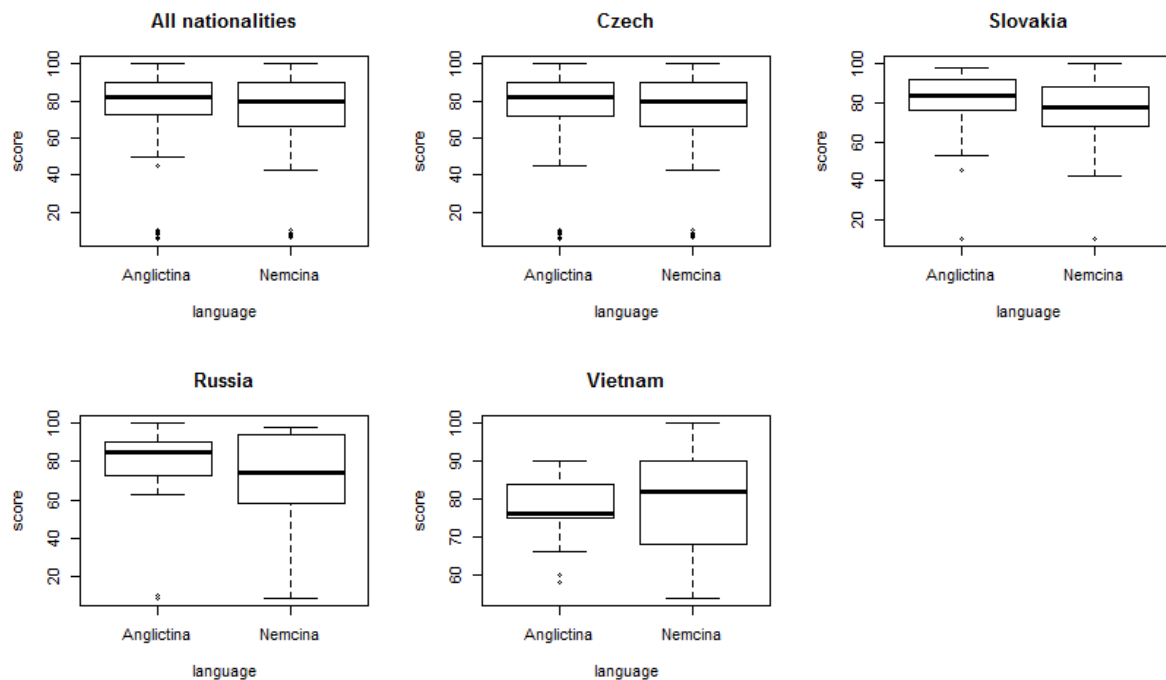 All nationalities
score
20 40 60 80 100
Anglictina Nemcina
language
Czech
score
20 40 60 80 100
Anglictina Nemcina
language
Slovakia
score
20 40 60 80 100
Anglictina Nemcina
language
Russia
score
20 40 60 80 100
Anglictina Nemcina
language
Vietnam
score
60 70 80 90 100
Anglictina Nemcina
language